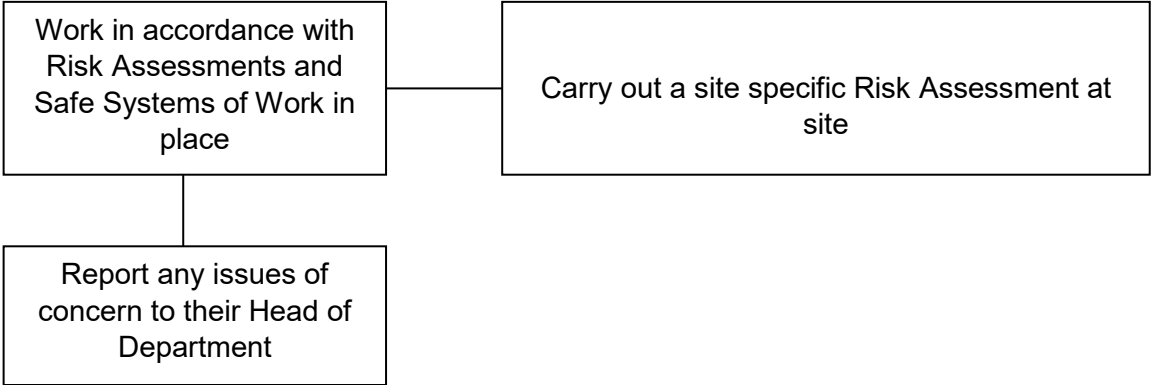 Work in accordance with
Risk Assessments and
Safe Systems of Work in
place
Carry out a site specific Risk Assessment at
site
Report any issues of
concern to their Head of
Department